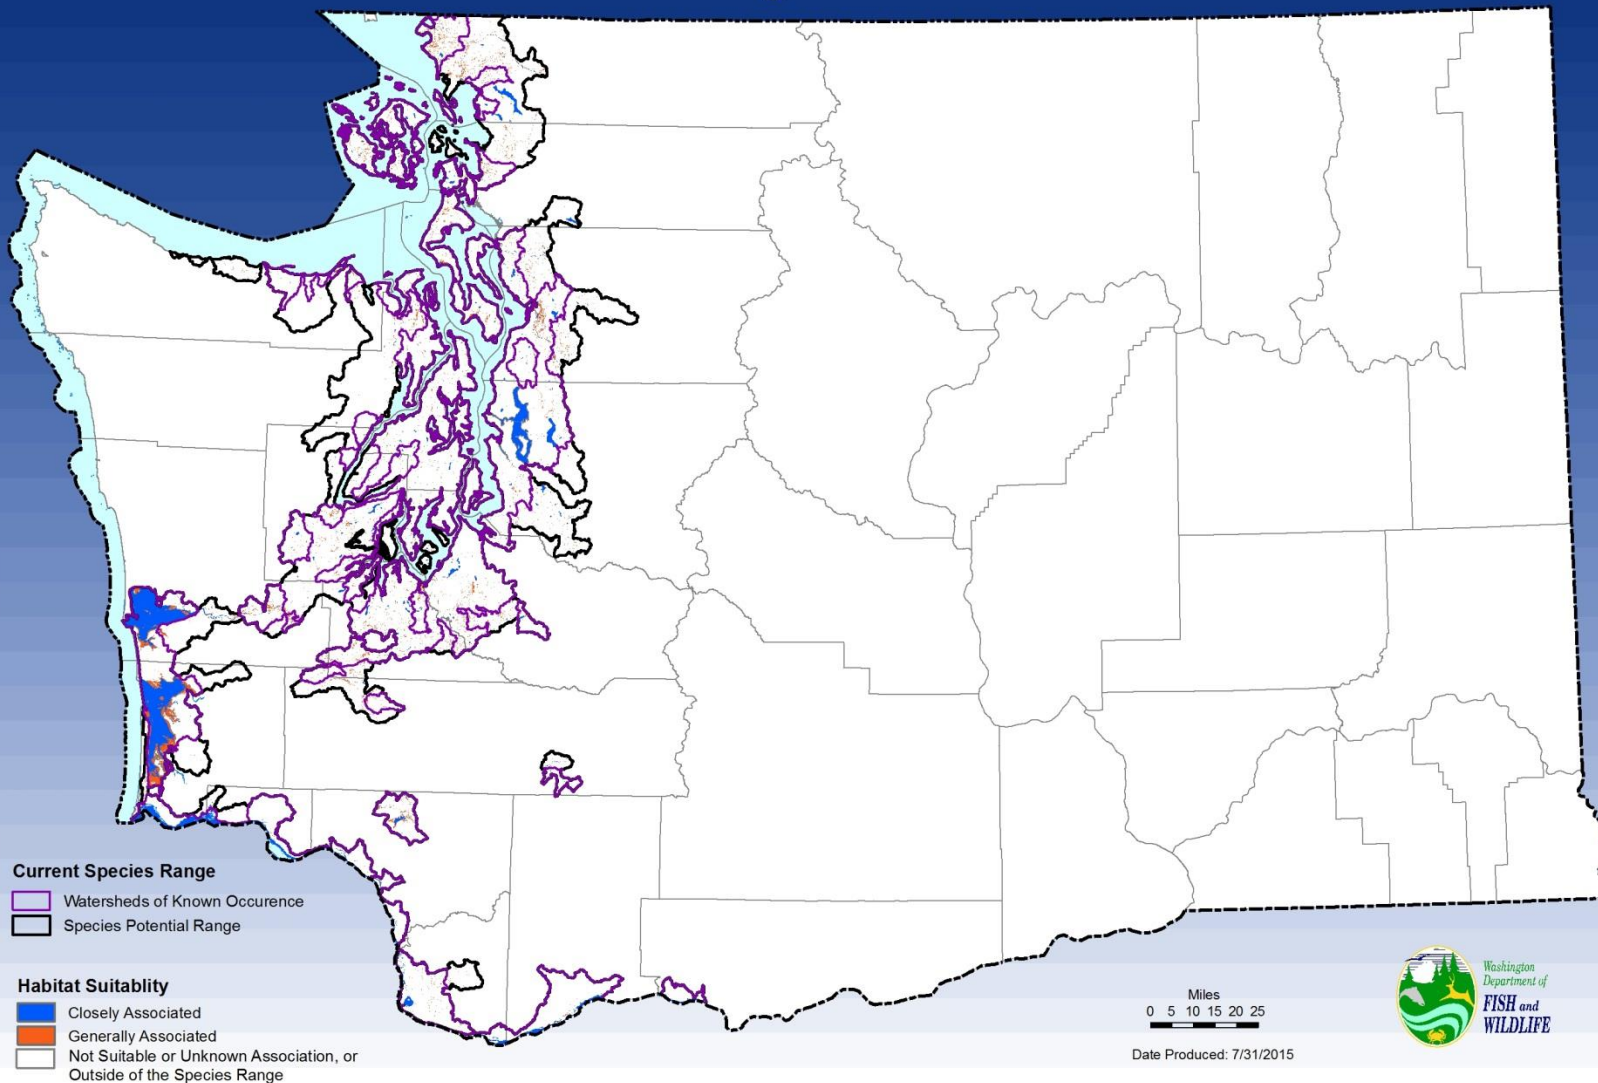 Current Species Range
Watersheds of Known Occurence
Species Potential Range
Habitat Suitablity
Closely Associated
Generally Associated
Not Suitable or Unknown Association, or
Outside of the Species Range
Miles
0 5 10 15 20 25
Date Produced: 7/31/2015
Washington
Department of
FISH and
WILDLIFE